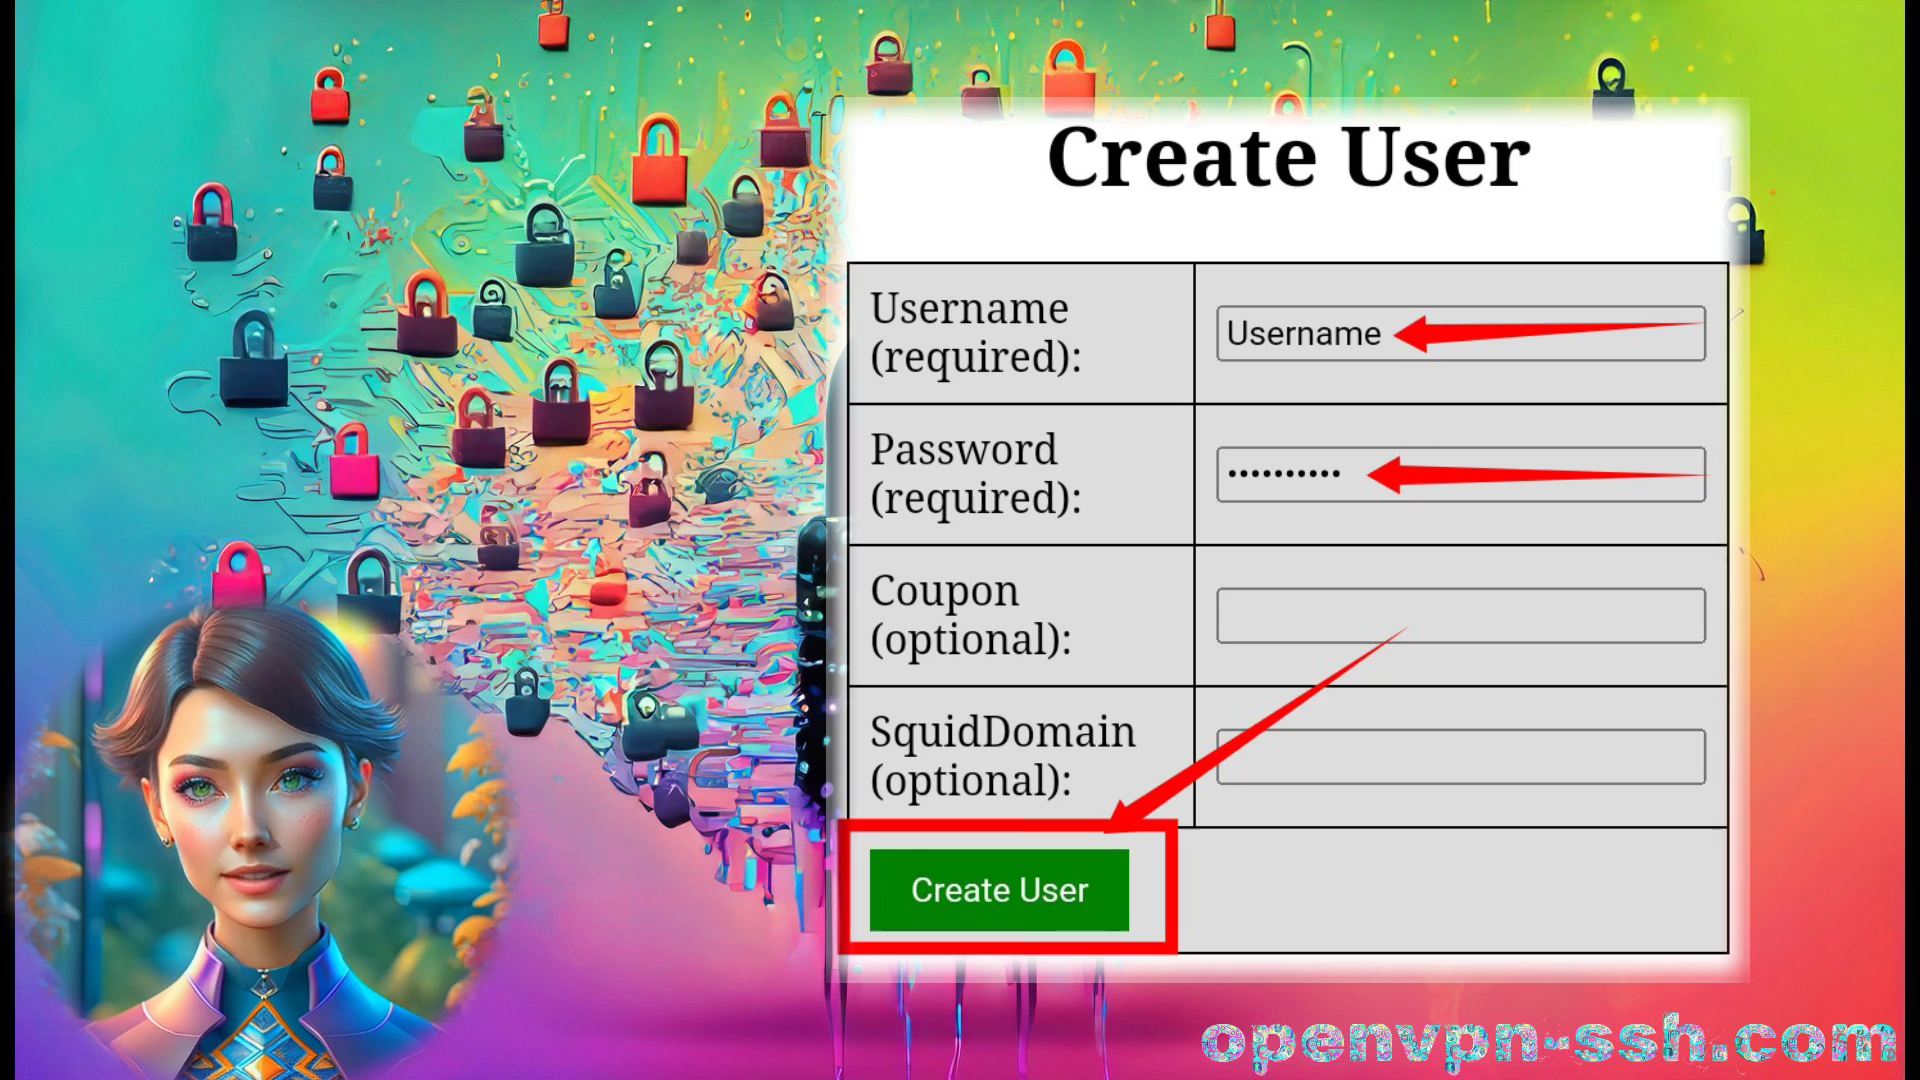 Create User
Username
(required):
Username
Password
(required):
••••••••••
Coupon
(optional):
SquidDomain
(optional):
Create User
openvpn-ssh.com